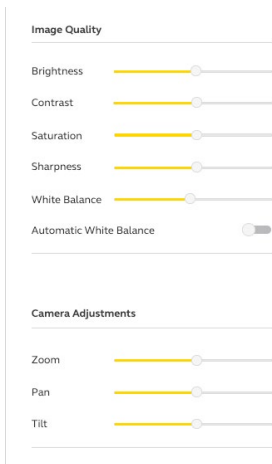 Image Quality
Brightness
Contrast
Saturation
Sharpness
White Balance
Automatic White Balance
Camera Adjustments
Zoom
Pan
Tilt